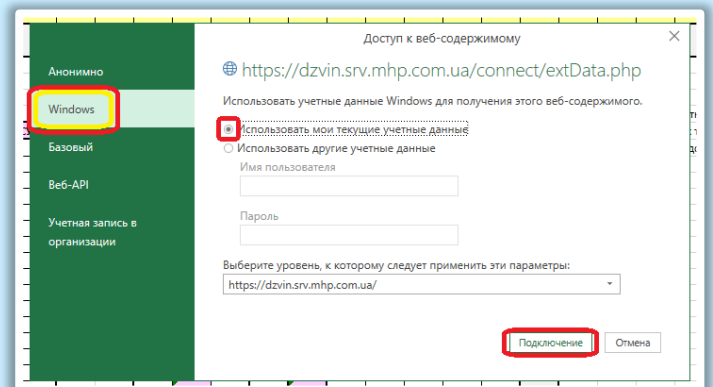 Доступ к веб-содержимому
Анонимно
Windows
Базовый
Веб-API
Учетная запись в
организации
https://dzvin.srv.mhp.com.ua/connect/extData.php
Использовать учетные данные Windows для получения этого веб-содержимого.
Использовать мои текущие учетные данные
Использовать другие учетные данные
Имя пользователя
Пароль
Выберите уровень, к которому следует применить эти параметры:
https://dzvin.srv.mhp.com.ua/
Подключение
Отмена